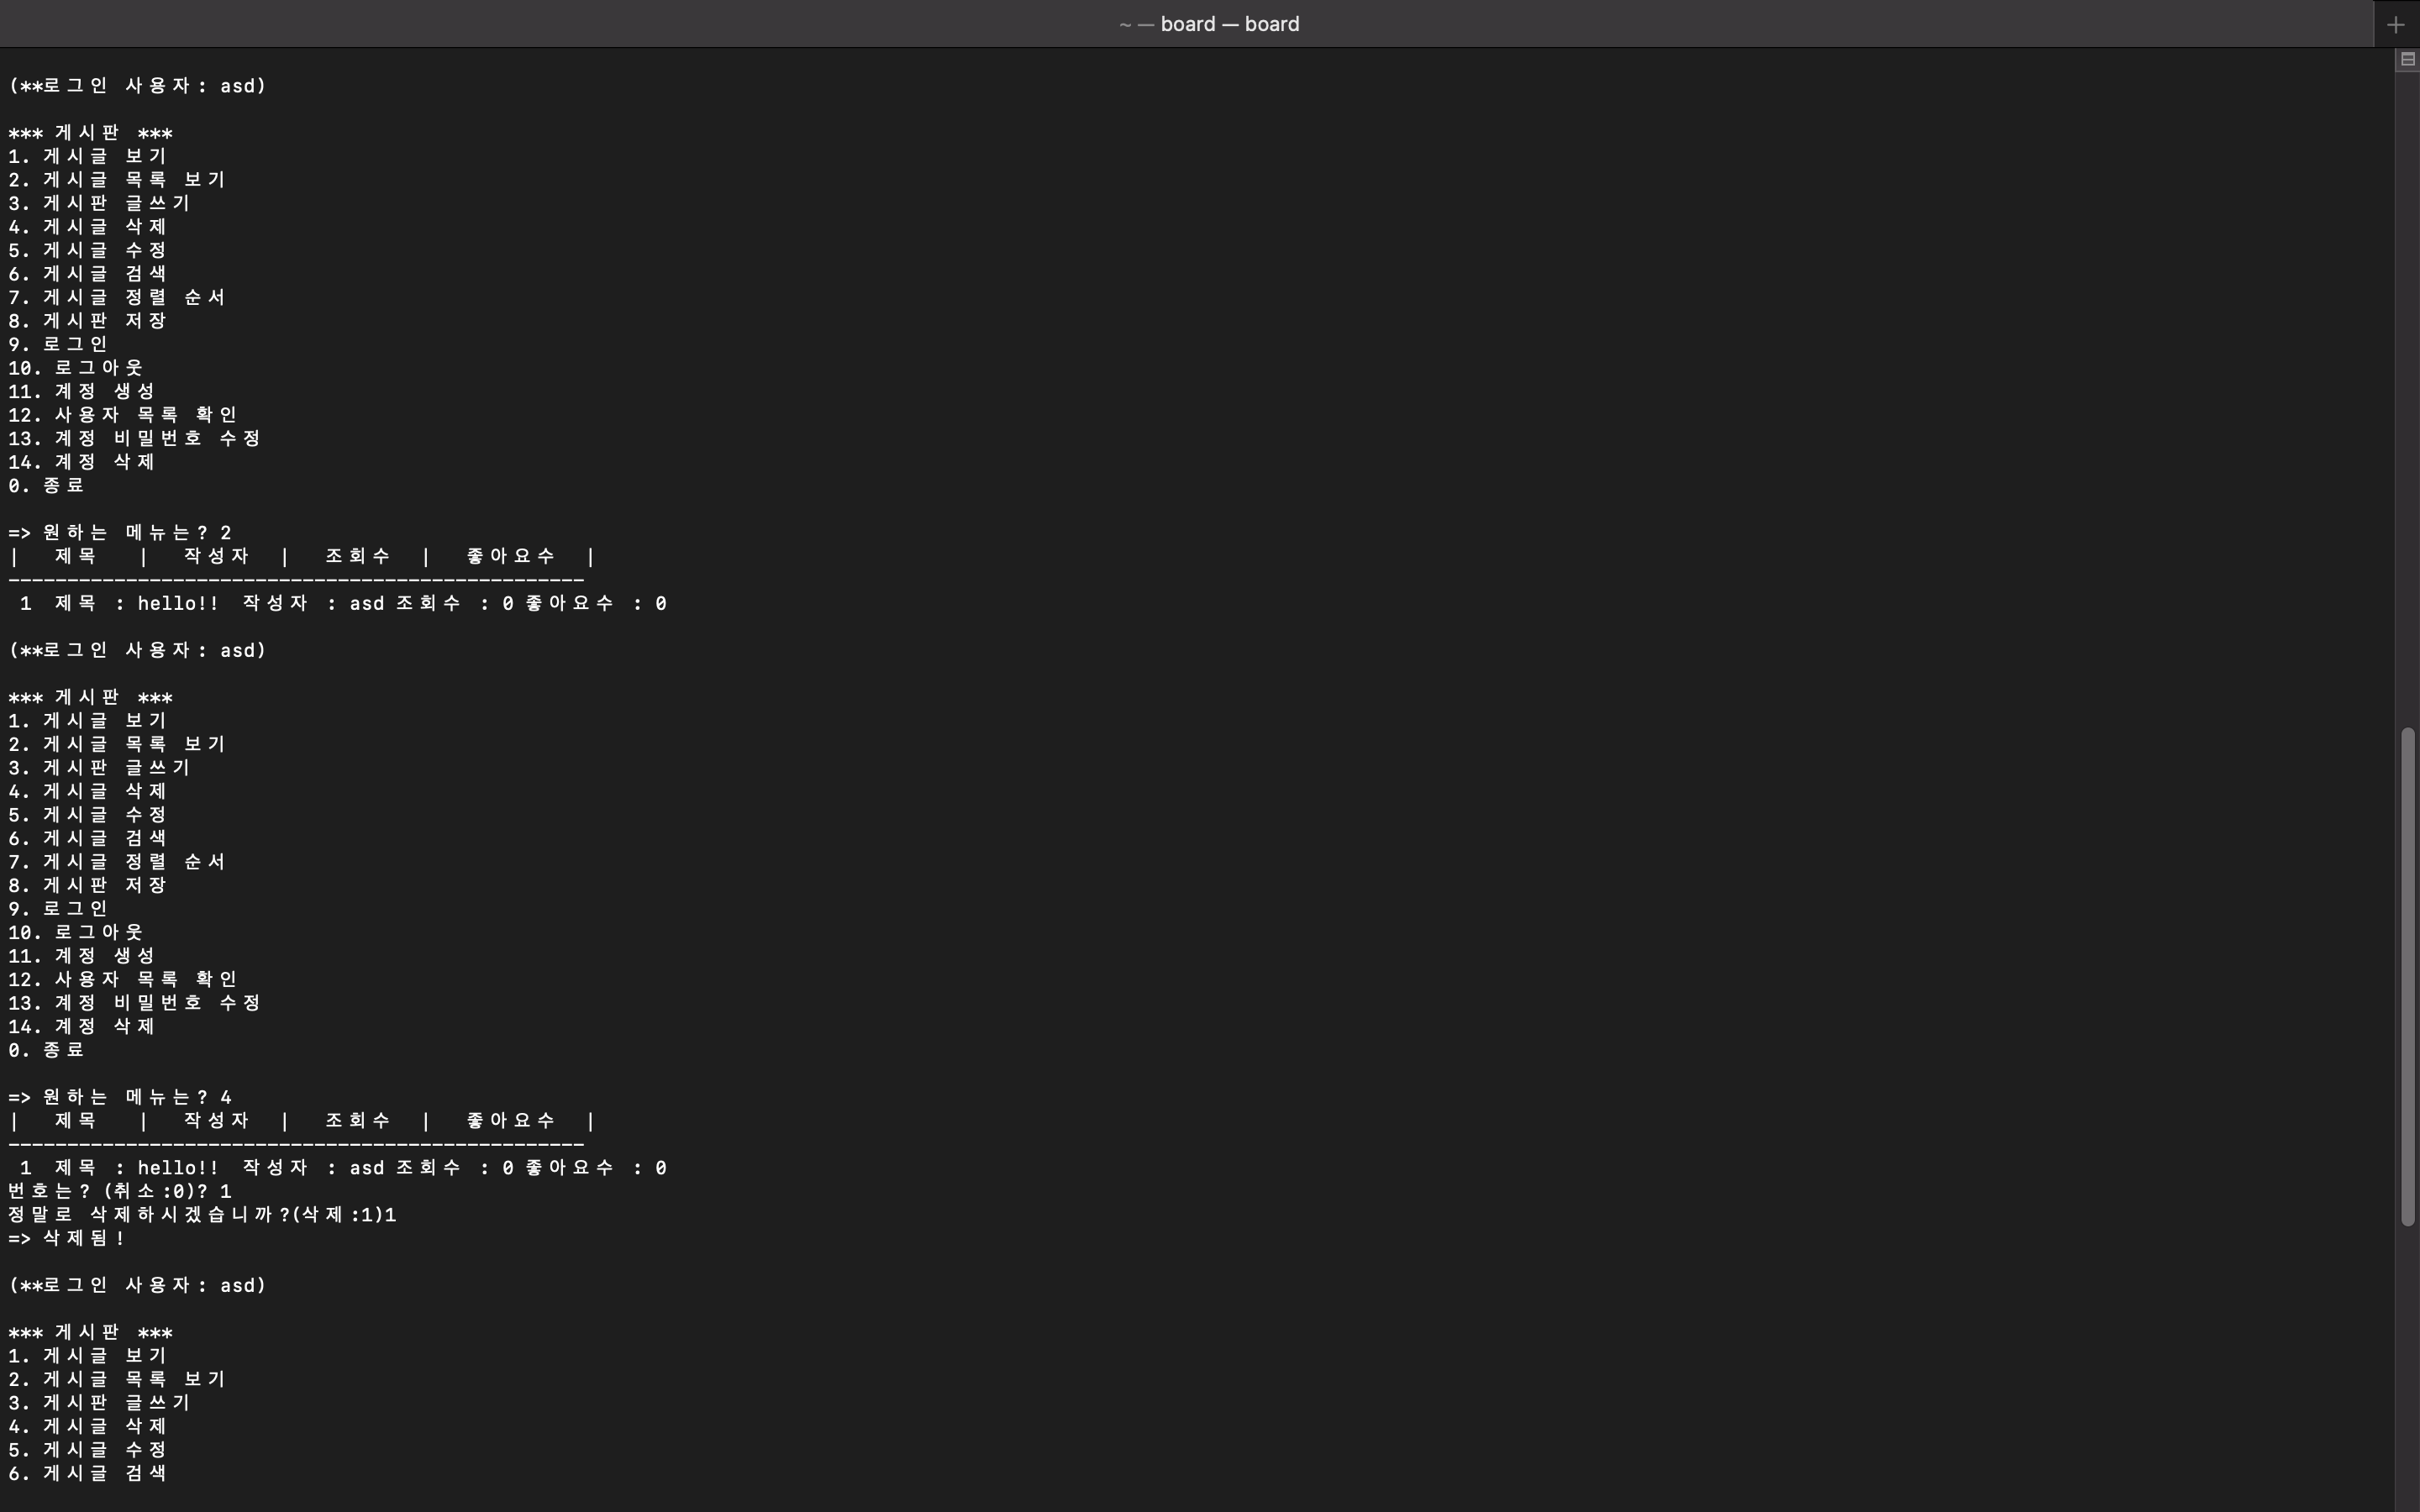 ~ — board — board
(**로그인 사용자: asd)
*** 게시판 ***
1. 게시글 보기
2. 게시글 목록 보기
3. 게시판 글쓰기
4. 게시글 삭제
5. 게시글 수정
6. 게시글 검색
7. 게시글 정렬 순서
8. 게시판 저장
9. 로그인
10. 로그아웃
11. 계정 생성
12. 사용자 목록 확인
13. 계정 비밀번호 수정
14. 계정 삭제
0. 종료
=> 원하는 메뉴는? 2
|   제목   |   작성자   |   조회수   |   좋아요수   |
-------------------------------------------------
1  제목 : hello!!  작성자 : asd 조회수 : 0 좋아요수 : 0
(**로그인 사용자: asd)
*** 게시판 ***
1. 게시글 보기
2. 게시글 목록 보기
3. 게시판 글쓰기
4. 게시글 삭제
5. 게시글 수정
6. 게시글 검색
7. 게시글 정렬 순서
8. 게시판 저장
9. 로그인
10. 로그아웃
11. 계정 생성
12. 사용자 목록 확인
13. 계정 비밀번호 수정
14. 계정 삭제
0. 종료
=> 원하는 메뉴는? 4
|   제목   |   작성자   |   조회수   |   좋아요수   |
-------------------------------------------------
1  제목 : hello!!  작성자 : asd 조회수 : 0 좋아요수 : 0
번호는? (취소:0)? 1
정말로 삭제하시겠습니까?(삭제:1)1
=> 삭제됨!
(**로그인 사용자: asd)
*** 게시판 ***
1. 게시글 보기
2. 게시글 목록 보기
3. 게시판 글쓰기
4. 게시글 삭제
5. 게시글 수정
6. 게시글 검색